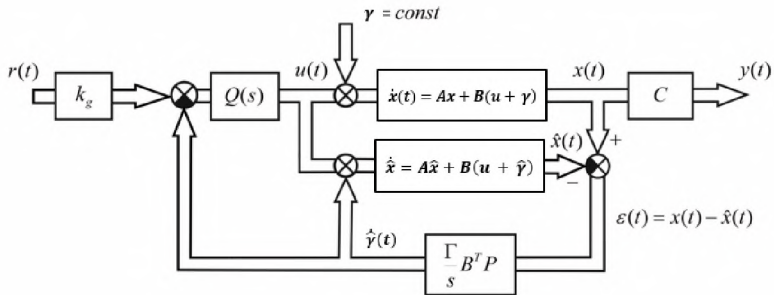 γ = const
r(t)
u(t)
x(t)
y(t)
k_g
Q(s)
ẋ(t) = Ax + B(u + γ)
C
x̂(t)
+
ẋ̂ = Ax̂ + B(u + γ̂)
−
ε(t) = x(t) − x̂(t)
γ̇̂(t)
Γ/s B^T P